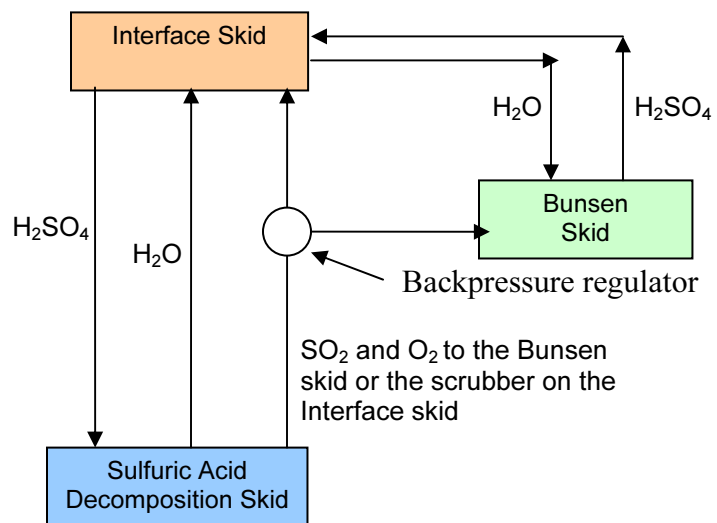 Interface Skid
H₂O
H₂SO₄
Bunsen
Skid
H₂SO₄
H₂O
Backpressure regulator
SO₂ and O₂ to the Bunsen
skid or the scrubber on the
Interface skid
Sulfuric Acid
Decomposition Skid